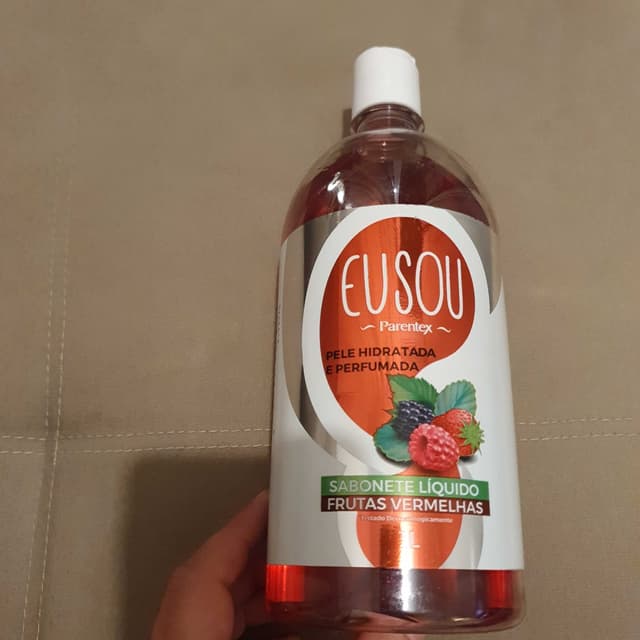 EUSOU
Parentex
PELE HIDRATADA
E PERFUMADA
SABONETE LÍQUIDO
FRUTAS VERMELHAS